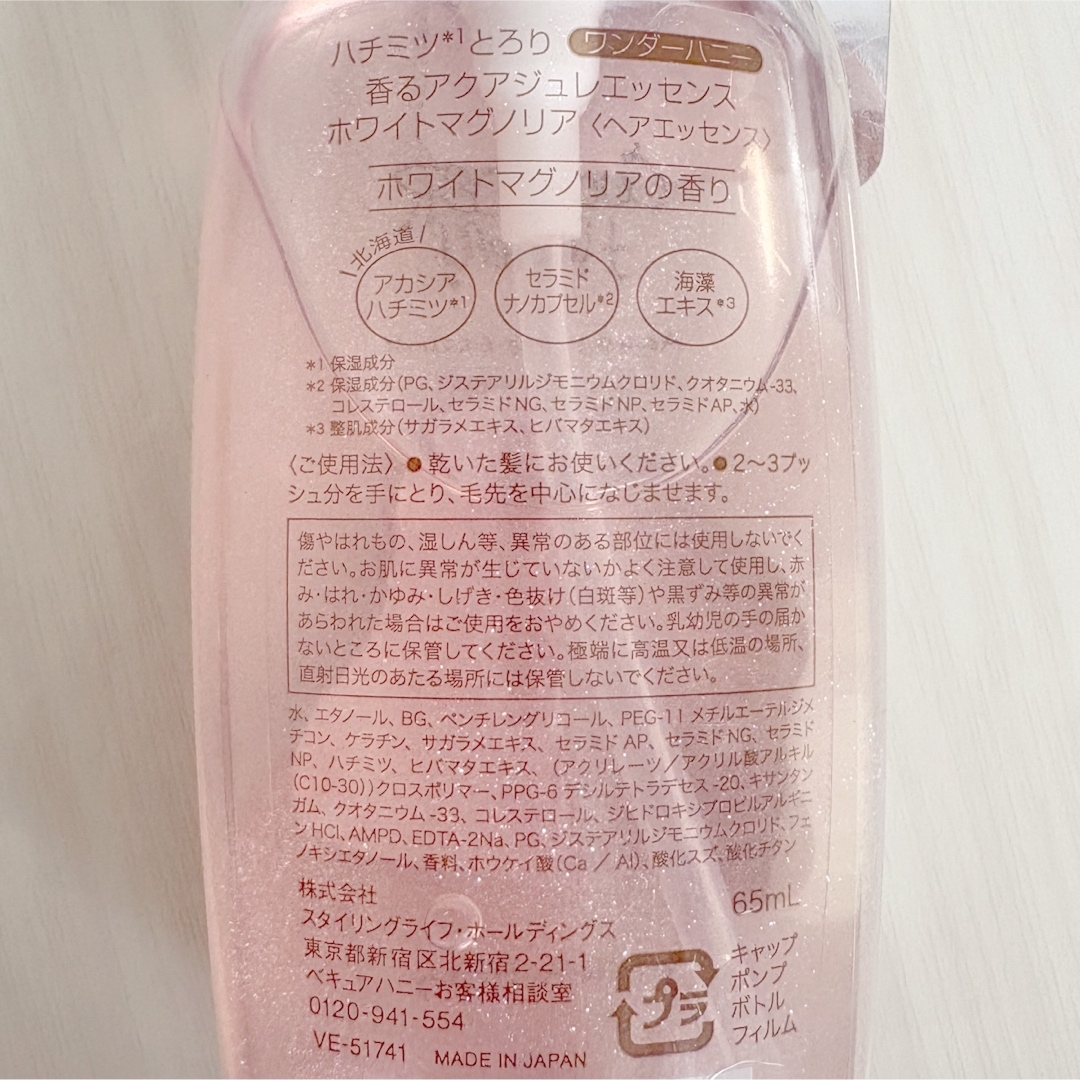 ハチミツ*1とろり ワンダーハニー
香るアクアジュレエッセンス
ホワイトマグノリア〈ヘアエッセンス〉
ホワイトマグノリアの香り
\北海道/
アカシア
ハチミツ*1
セラミド
ナノカプセル*2
海藻
エキス*3
*1 保湿成分
*2 保湿成分(PG、ジステアリルジモニウムクロリド、クオタニウム-33、
コレステロール、セラミドNG、セラミドNP、セラミドAP、水)
*3 整肌成分(サガラメエキス、ヒバマタエキス)
〈ご使用法〉●乾いた髪にお使いください。●2〜3プッ
シュ分を手にとり、毛先を中心になじませます。
傷やはれもの、湿しん等、異常のある部位には使用しないでく
ださい。お肌に異常が生じていないかよく注意して使用し、赤
み・はれ・かゆみ・しげき・色抜け(白斑等)や黒ずみ等の異常が
あらわれた場合はご使用をおやめください。乳幼児の手の届か
ないところに保管してください。極端に高温又は低温の場所、
直射日光のあたる場所には保管しないでください。
水、エタノール、BG、ペンチレングリコール、PEG-11 メチルエーテルジメ
チコン、ケラチン、サガラメエキス、セラミド AP、セラミド NG、セラミド
NP、ハチミツ、ヒバマタエキス、(アクリレーツ/アクリル酸アルキル
(C10-30))クロスポリマー、PPG-6 デシルテトラデセス -20、キサンタン
ガム、クオタニウム -33、コレステロール、ジヒドロキシプロピルアルギニ
ン HCl、AMPD、EDTA-2Na、PG、ジステアリルジモニウムクロリド、フェ
ノキシエタノール、香料、ホウケイ酸(Ca/Al)、酸化スズ、酸化チタン
株式会社
スタイリングライフ・ホールディングス
東京都新宿区北新宿2-21-1
ベキュアハニーお客様相談室
0120-941-554
VE-51741 MADE IN JAPAN
65mL
プラ
キャップ
ポンプ
ボトル
フィルム